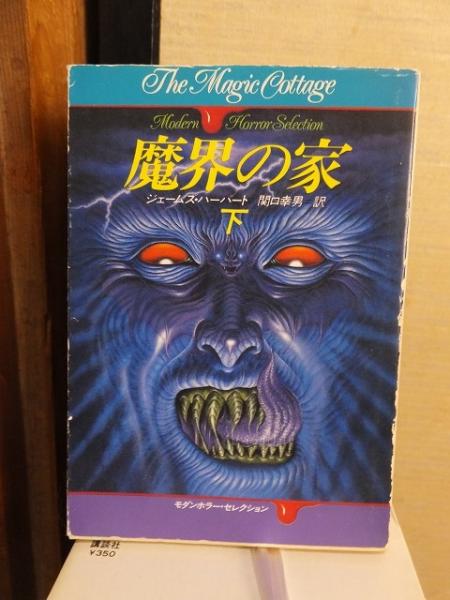 The Magic Cottage
Modern Horror Selection
魔界の家
ジェームズ・ハーバート 関口幸男 訳
下
モダンホラー・セレクション
講談社
¥350